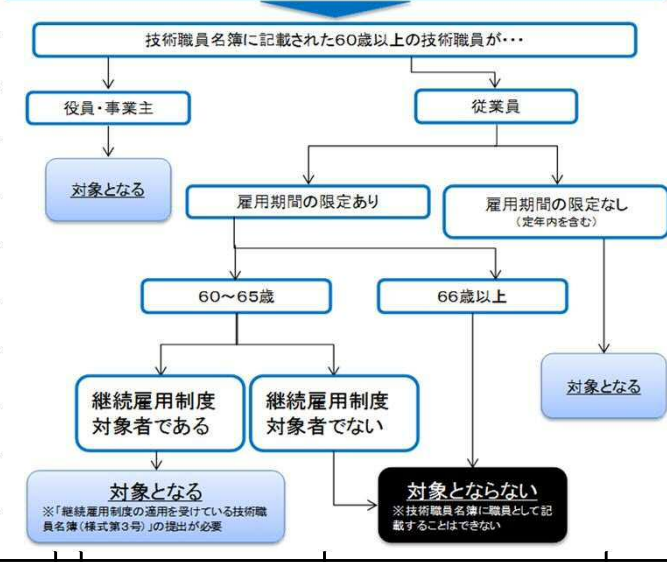 技術職員名簿に記載された60歳以上の技術職員が・・・
役員・事業主
従業員
対象となる
雇用期間の限定あり
雇用期間の限定なし
（定年内を含む）
60～65歳
66歳以上
対象となる
継続雇用制度
対象者である
継続雇用制度
対象者でない
対象となる
※「継続雇用制度の適用を受けている技術職
員名簿（様式第3号）」の提出が必要
対象とならない
※技術職員名簿に職員として記
載することはできない